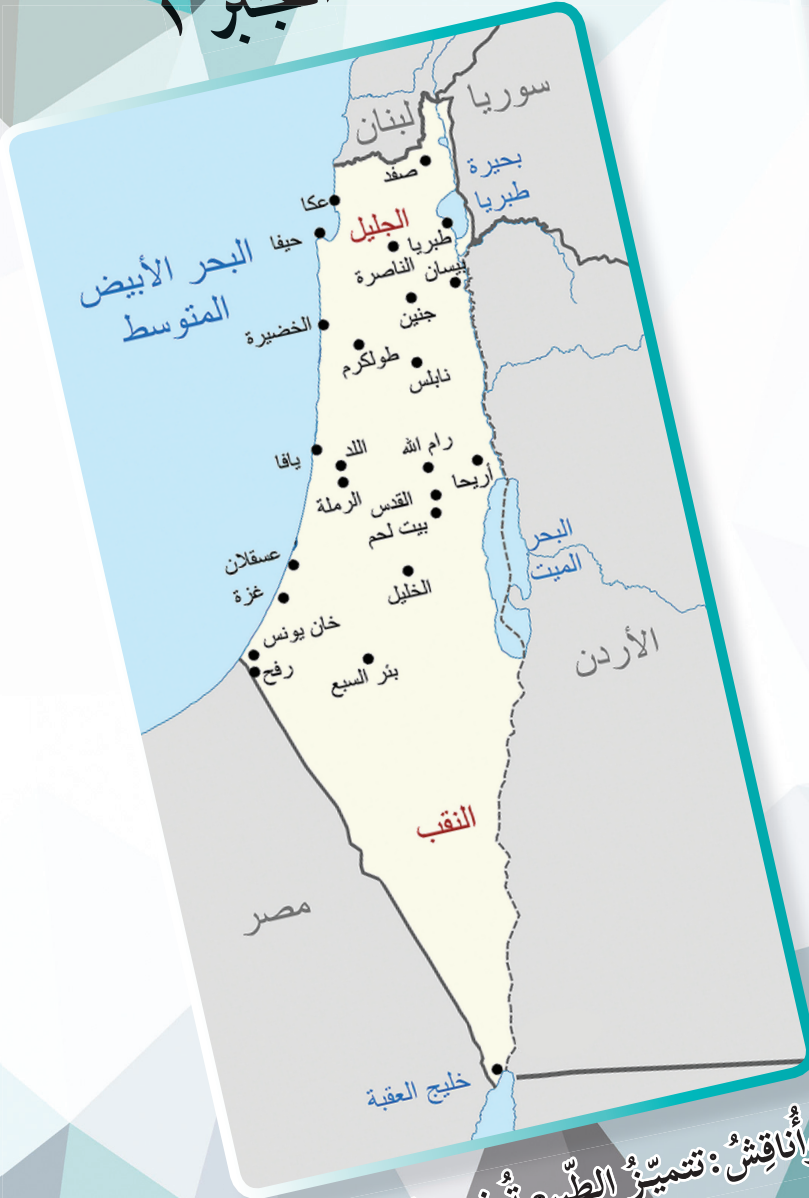 الجبر ١
سوريا
لبنان
بحيرة
طبريا
صفد
عكا
الجليل
حيفا
طبريا
الناصرة
بيسان
البحر الأبيض
المتوسط
جنين
الخضيرة
طولكرم
نابلس
يافا
اللد
رام الله
أريحا
الرملة
القدس
بيت لحم
البحر
الميت
عسقلان
غزة
الخليل
خان يونس
رفح
بئر السبع
الأردن
النقب
مصر
خليج العقبة
أُناقِشُ: تتميّزُ